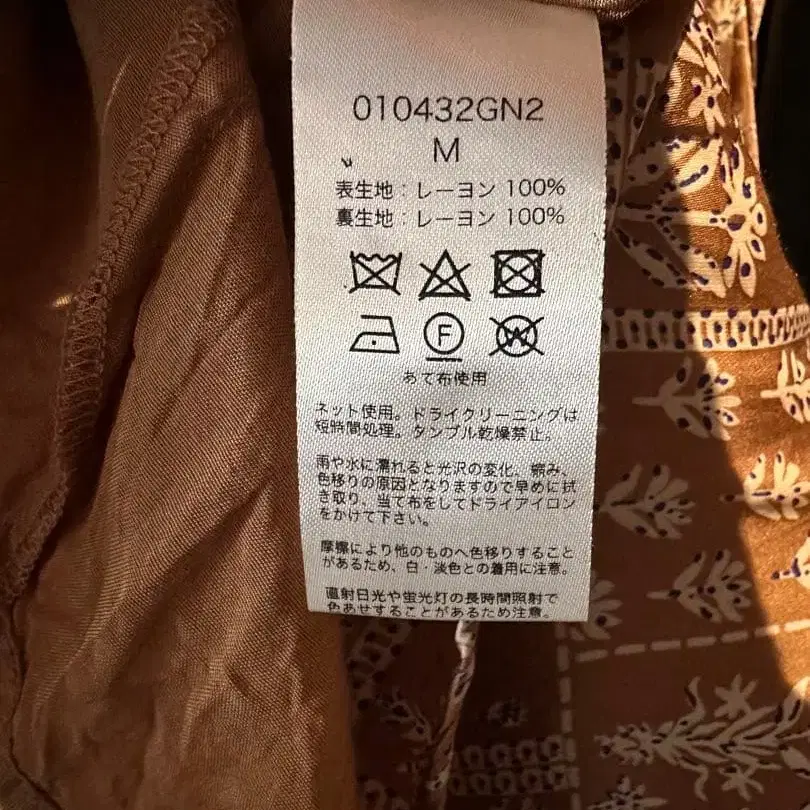 010432GN2
M
表生地：レーヨン 100%
裏生地：レーヨン 100%
F
W
あて布使用
ネット使用。ドライクリーニングは
短時間処理。タンブル乾燥禁止。
雨や水に濡れると光沢の変化、縮み、
色移りの原因となりますので早めに拭
き取り、当て布をしてドライアイロン
をかけて下さい。
摩擦により他のものへ色移りすること
があるため、白・淡色との着用に注意。
直射日光や蛍光灯の長時間照射で
色あせすることがあるため注意。